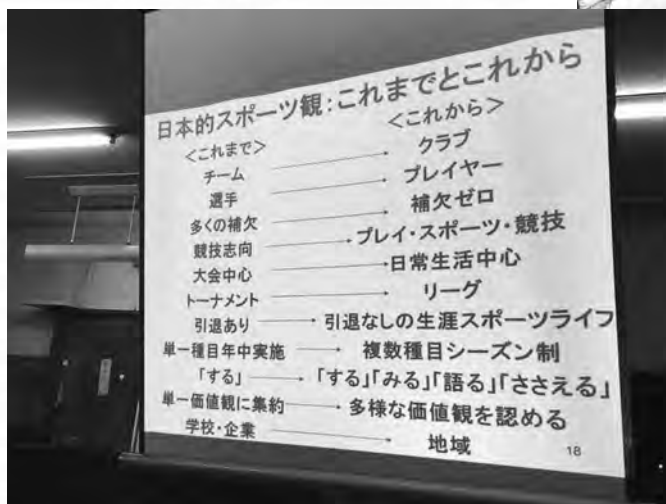 日本的スポーツ観：これまでとこれから
＜これまで＞ ＜これから＞
チーム → クラブ
選手 → プレイヤー
多くの補欠 → 補欠ゼロ
競技志向 → プレイ・スポーツ・競技
大会中心 → 日常生活中心
トーナメント → リーグ
引退あり → 引退なしの生涯スポーツライフ
単一種目年中実施 → 複数種目シーズン制
「する」 → 「する」「みる」「語る」「ささえる」
単一価値観に集約 → 多様な価値観を認める
学校・企業 → 地域
18